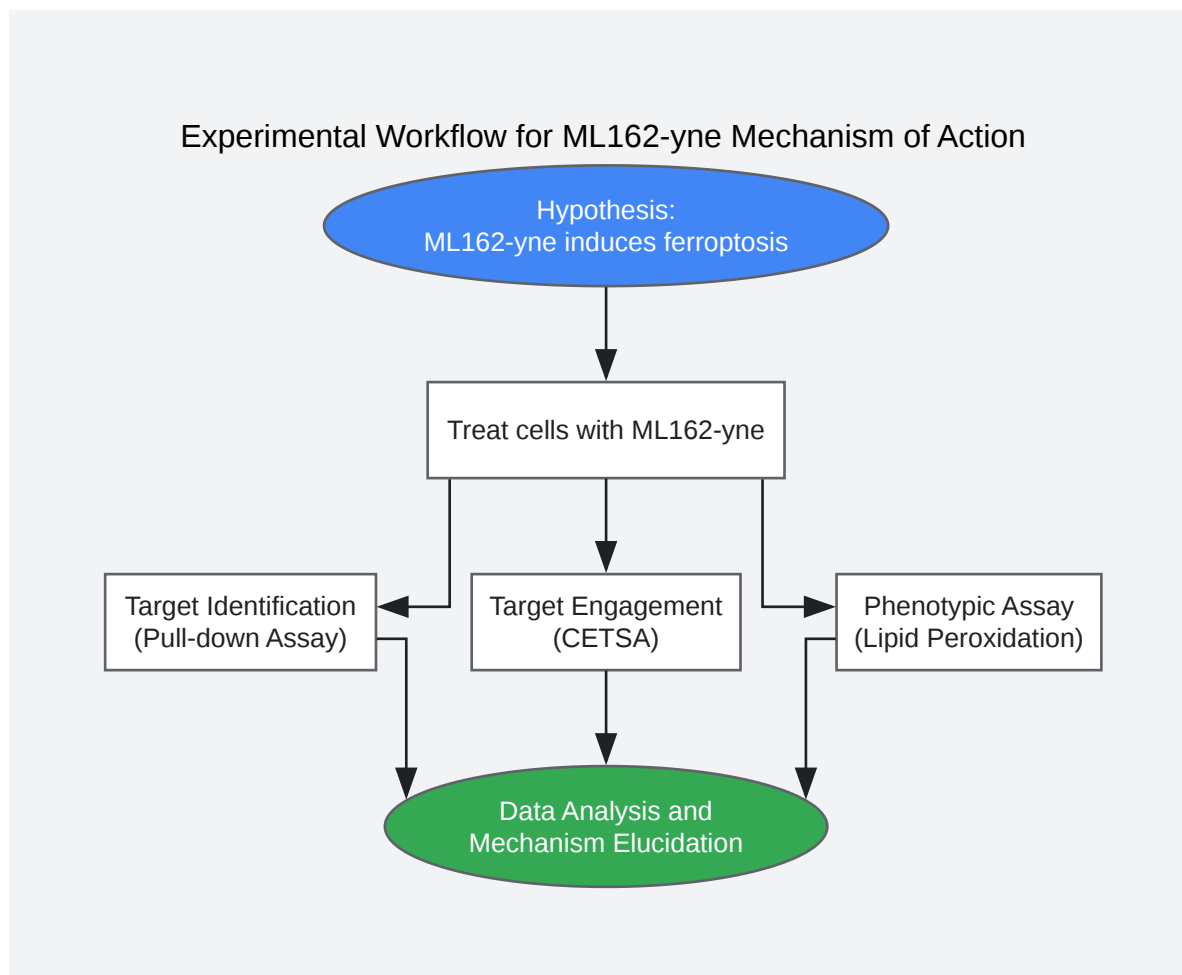 Experimental Workflow for ML162-yne Mechanism of Action
Hypothesis:
ML162-yne induces ferroptosis
Treat cells with ML162-yne
Target Identification
(Pull-down Assay)
Target Engagement
(CETSA)
Phenotypic Assay
(Lipid Peroxidation)
Data Analysis and
Mechanism Elucidation